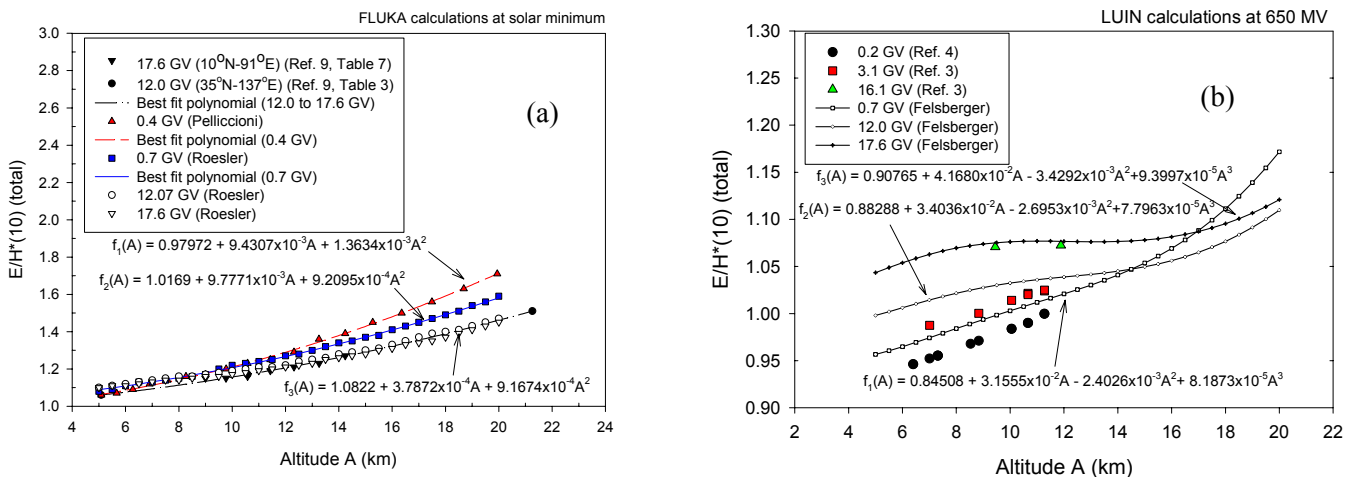 FLUKA calculations at solar minimum
E/H*(10) (total)
3.0
2.8
2.6
2.4
2.2
2.0
1.8
1.6
1.4
1.2
1.0
17.6 GV (10°N-91°E) (Ref. 9, Table 7)
12.0 GV (35°N-137°E) (Ref. 9, Table 3)
Best fit polynomial (12.0 to 17.6 GV)
0.4 GV (Pelliccioni)
Best fit polynomial (0.4 GV)
0.7 GV (Roesler)
Best fit polynomial (0.7 GV)
12.07 GV (Roesler)
17.6 GV (Roesler)
(a)
f₁(A) = 0.97972 + 9.4307x10⁻³A + 1.3634x10⁻³A²
f₂(A) = 1.0169 + 9.7771x10⁻³A + 9.2095x10⁻⁴A²
f₃(A) = 1.0822 + 3.7872x10⁻⁴A + 9.1674x10⁻⁴A²
4 6 8 10 12 14 16 18 20 22 24
Altitude A (km)
LUIN calculations at 650 MV
E/H*(10) (total)
1.30
1.25
1.20
1.15
1.10
1.05
1.00
0.95
0.90
0.2 GV (Ref. 4)
3.1 GV (Ref. 3)
16.1 GV (Ref. 3)
0.7 GV (Felsberger)
12.0 GV (Felsberger)
17.6 GV (Felsberger)
(b)
f₃(A) = 0.90765 + 4.1680x10⁻²A - 3.4292x10⁻³A²+9.3997x10⁻⁵A³
f₂(A) = 0.88288 + 3.4036x10⁻²A - 2.6953x10⁻³A²+7.7963x10⁻⁵A³
f₁(A) = 0.84508 + 3.1555x10⁻²A - 2.4026x10⁻³A²+ 8.1873x10⁻⁵A³
2 4 6 8 10 12 14 16 18 20 22
Altitude A (km)